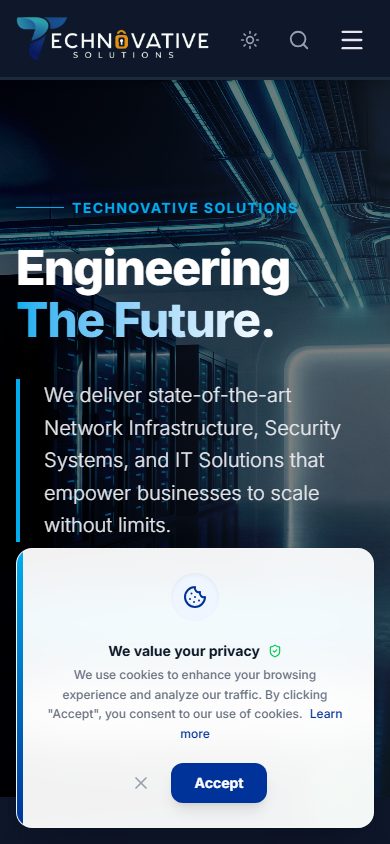 TECHNOVATIVE
SOLUTIONS
TECHNOVATIVE SOLUTIONS
Engineering
The Future.
We deliver state-of-the-art
Network Infrastructure, Security
Systems, and IT Solutions that
empower businesses to scale
without limits.
We value your privacy
We use cookies to enhance your browsing
experience and analyze our traffic. By clicking
"Accept", you consent to our use of cookies. Learn
more
Accept